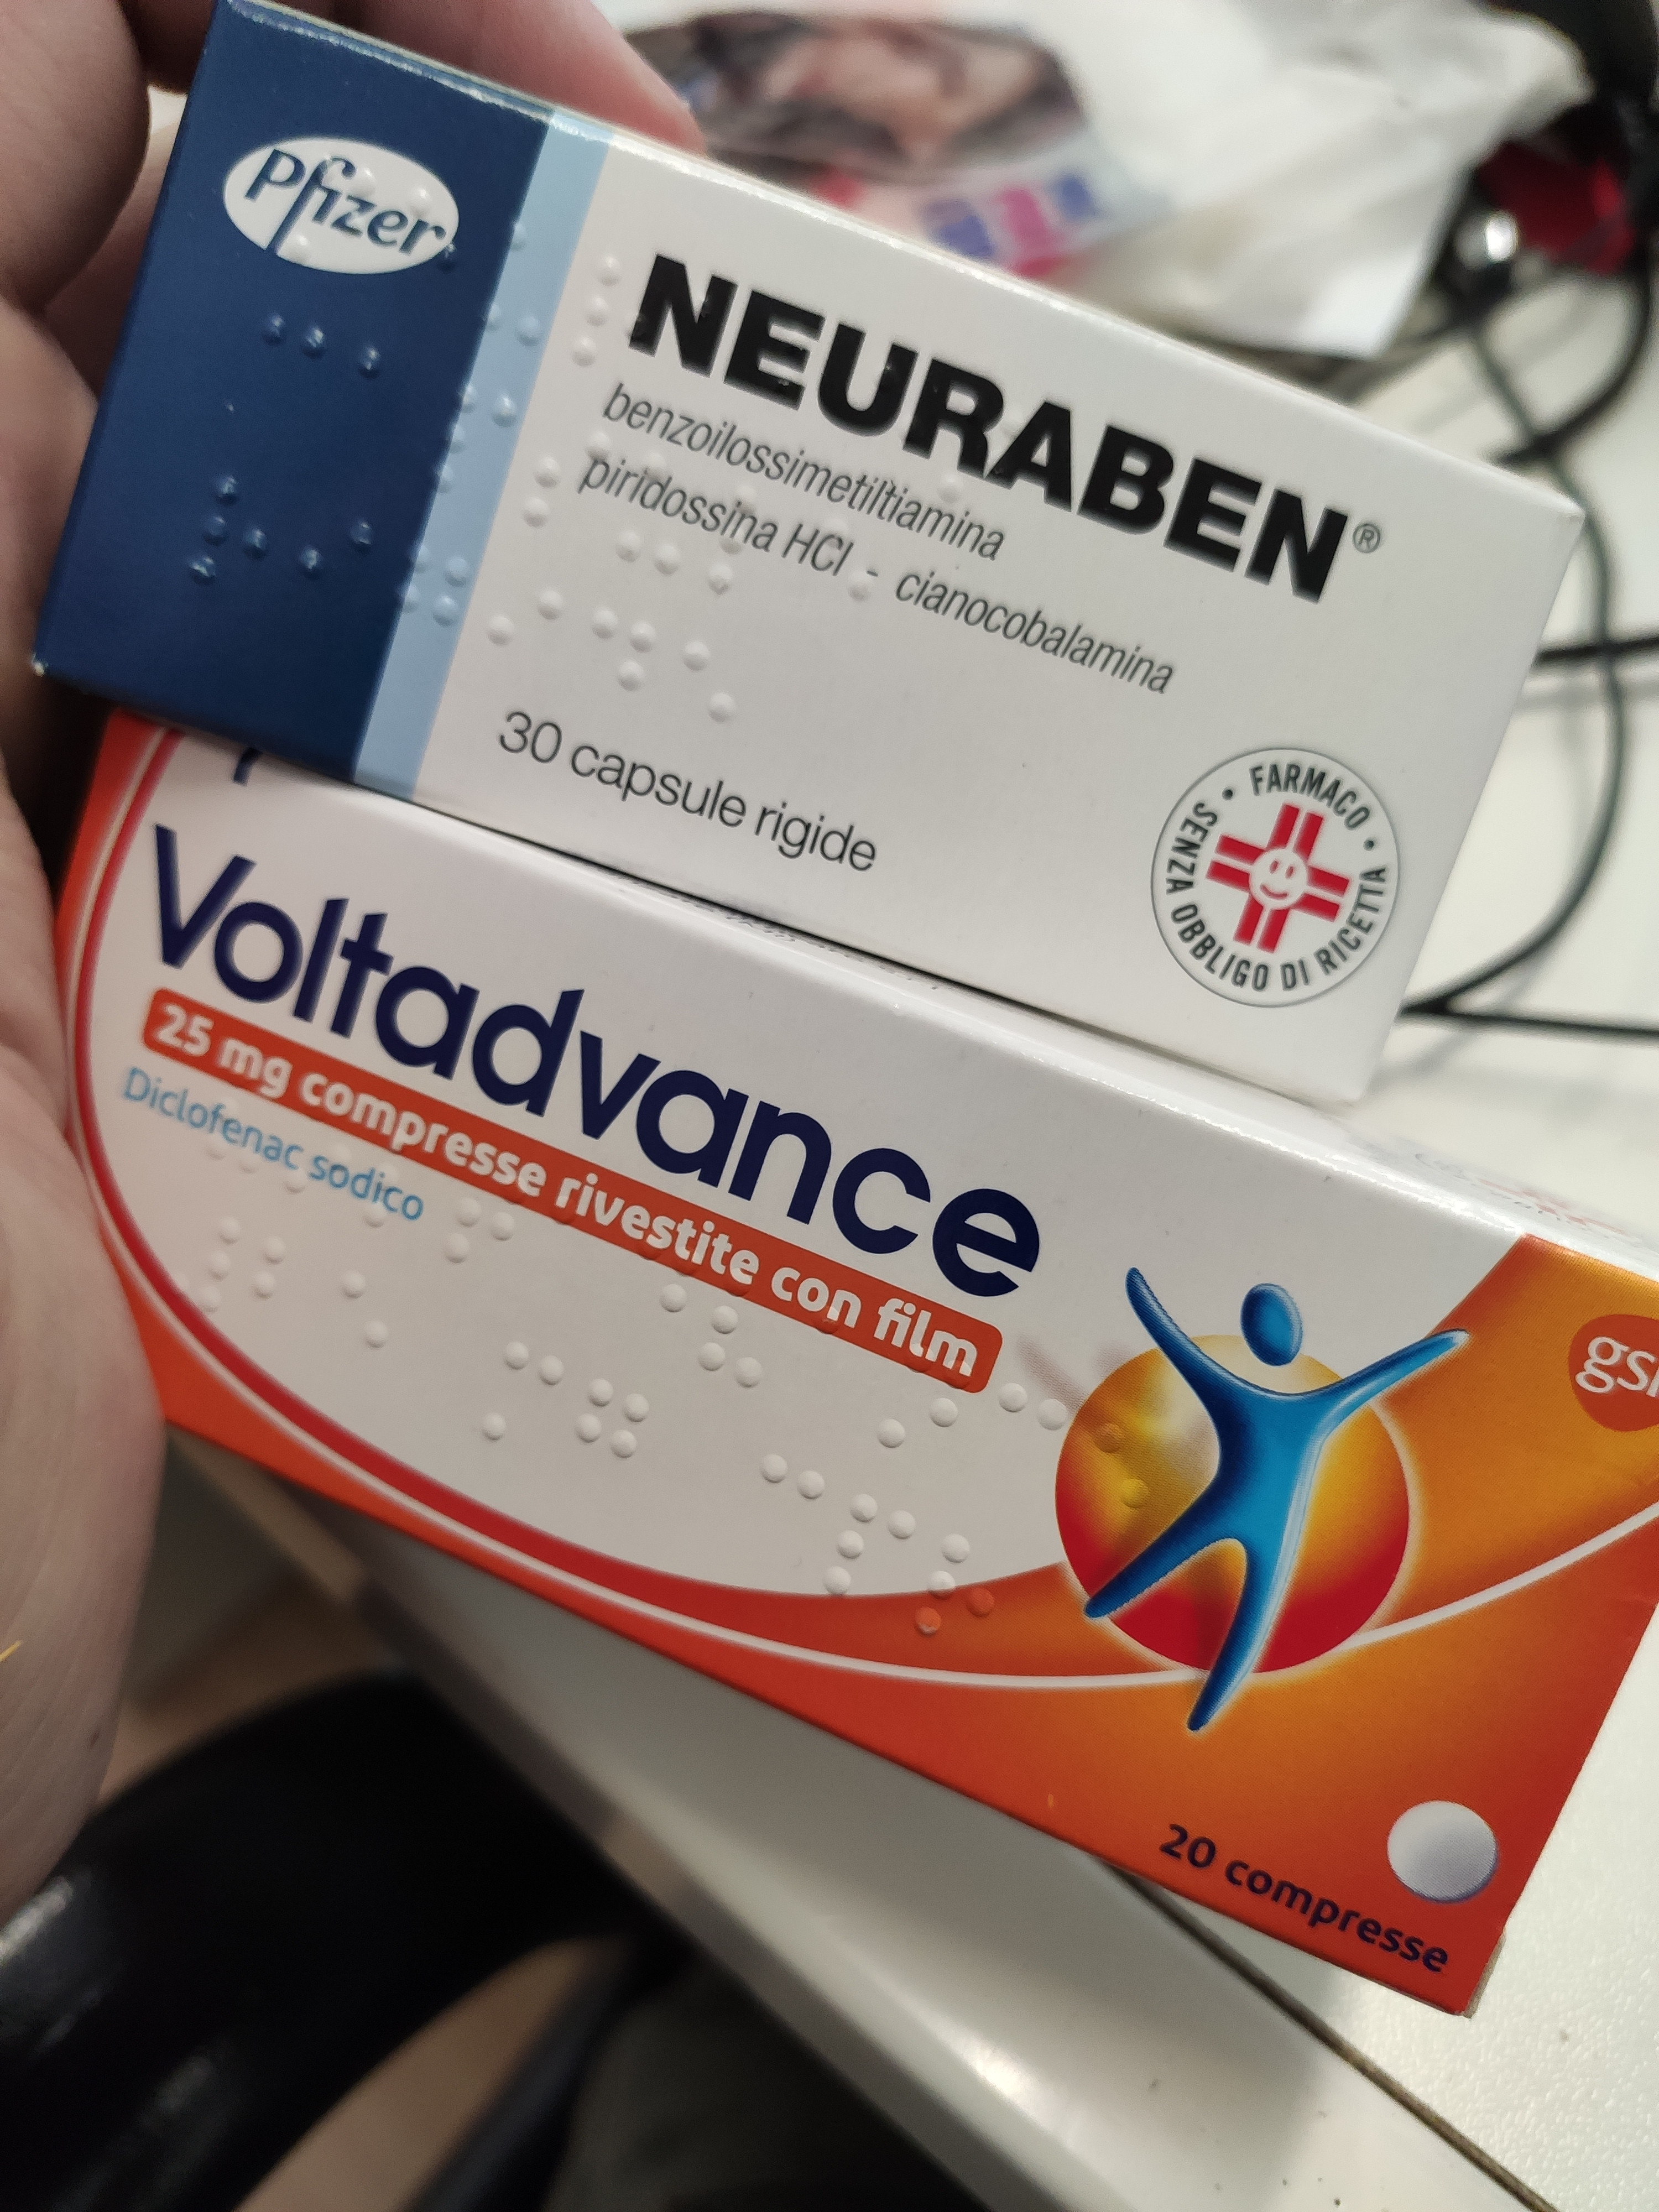 Pfizer
NEURABEN®
benzoilossimetiltiamina
piridossina HCl - cianocobalamina
30 capsule rigide
FARMACO • SENZA OBBLIGO DI RICETTA •
Voltadvance
25 mg compresse rivestite con film
Diclofenac sodico
20 compresse